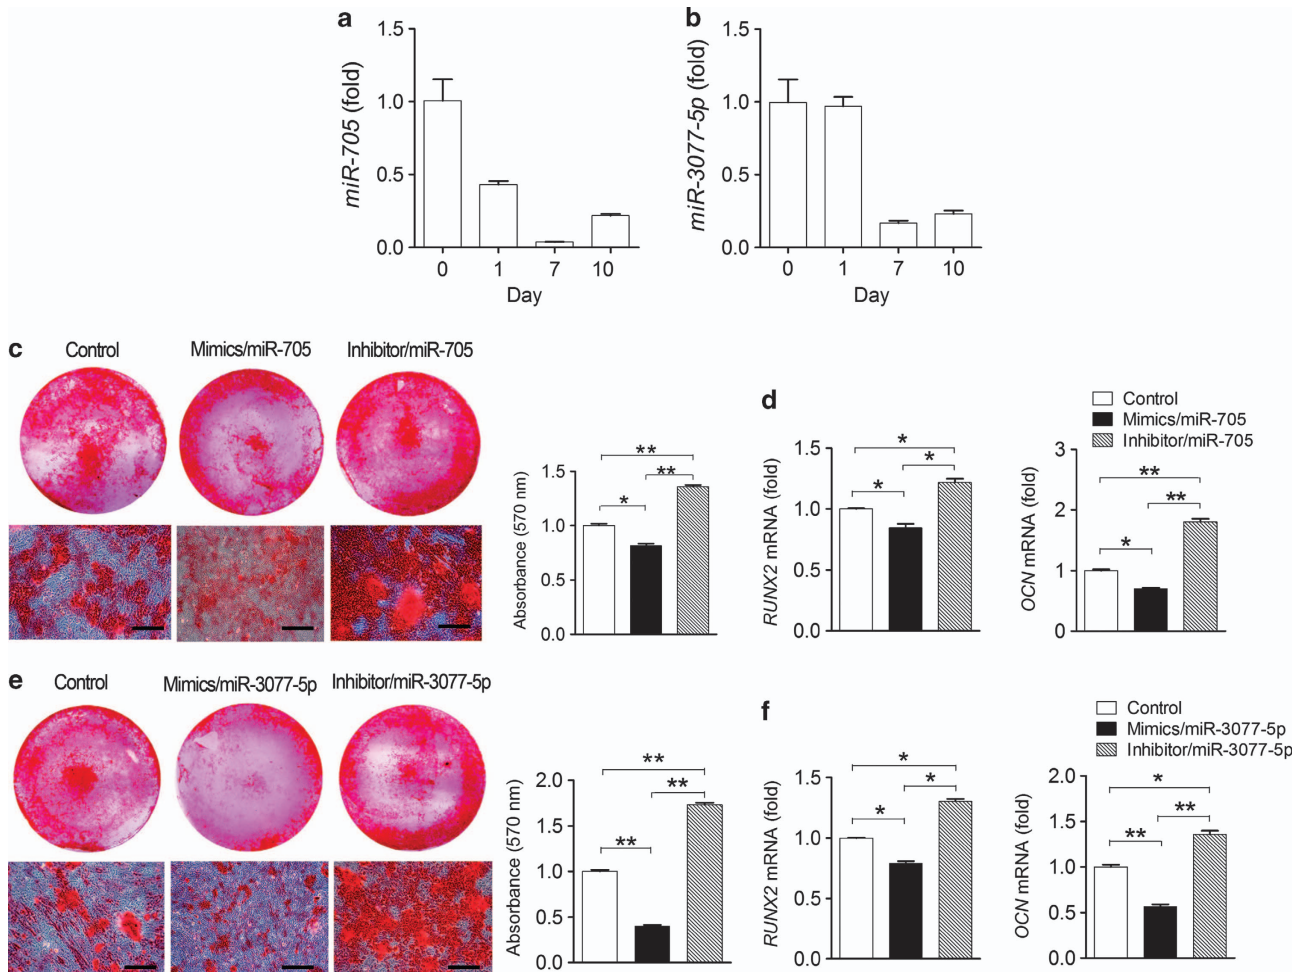 a
1.5
1.0
0.5
0.0
miR-705 (fold)
0 1 7 10
Day
b
1.5
1.0
0.5
0.0
miR-3077-5p (fold)
0 1 7 10
Day
c
Control Mimics/miR-705 Inhibitor/miR-705
1.5
1.0
0.5
0.0
Absorbance (570 nm)
**
**
*
d
1.5
1.0
0.5
0.0
RUNX2 mRNA (fold)
*
*
*
Control
Mimics/miR-705
Inhibitor/miR-705
3
2
1
0
OCN mRNA (fold)
**
**
*
e
Control Mimics/miR-3077-5p Inhibitor/miR-3077-5p
2.0
1.5
1.0
0.5
0.0
Absorbance (570 nm)
**
**
**
f
1.5
1.0
0.5
0.0
RUNX2 mRNA (fold)
*
*
*
Control
Mimics/miR-3077-5p
Inhibitor/miR-3077-5p
2.0
1.5
1.0
0.5
0.0
OCN mRNA (fold)
*
**
**